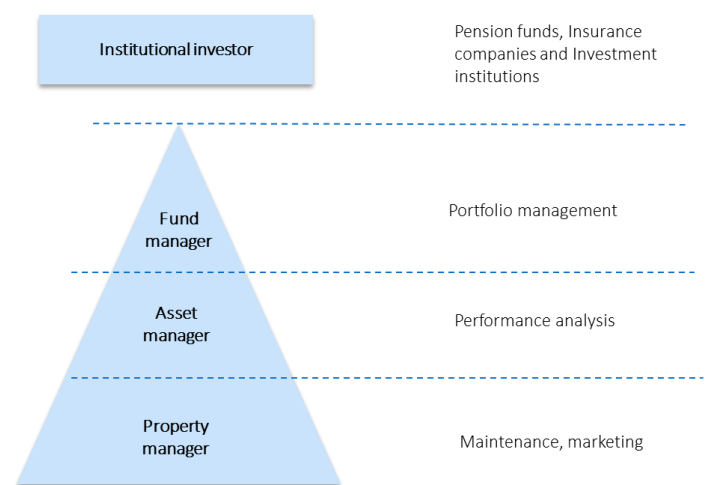 Institutional investor
Pension funds, Insurance
companies and Investment
institutions
Fund
manager
Portfolio management
Asset
manager
Performance analysis
Property
manager
Maintenance, marketing